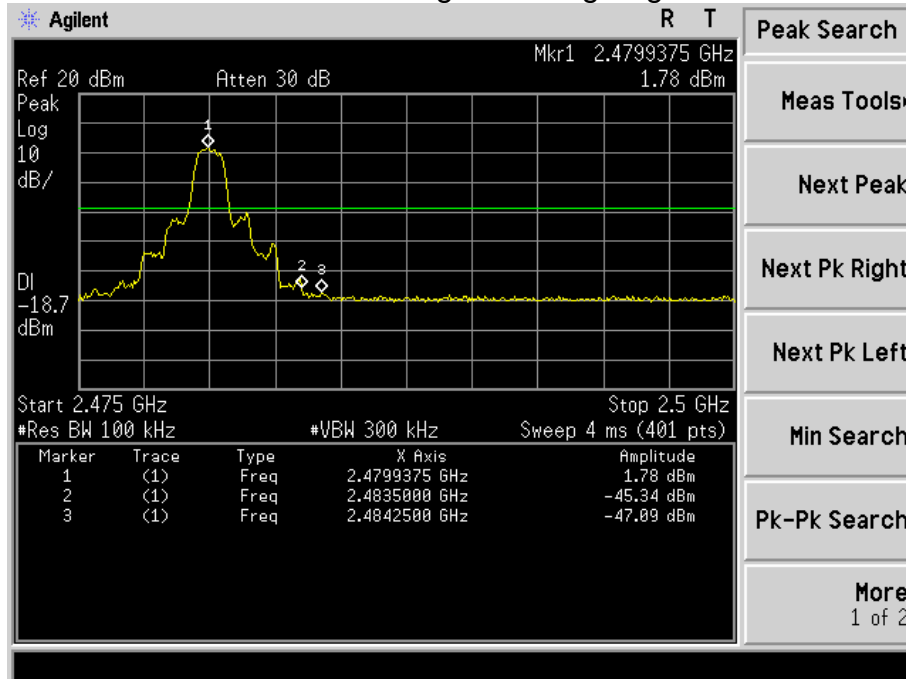 Agilent
R T
Mkr1 2.4799375 GHz
Ref 20 dBm Atten 30 dB 1.78 dBm
Peak
Log
10
dB/
1
2 3
DI
-18.7
dBm
Start 2.475 GHz Stop 2.5 GHz
#Res BW 100 kHz #VBW 300 kHz Sweep 4 ms (401 pts)
Marker Trace Type X Axis Amplitude
1 (1) Freq 2.4799375 GHz 1.78 dBm
2 (1) Freq 2.4835000 GHz -45.34 dBm
3 (1) Freq 2.4842500 GHz -47.09 dBm
Peak Search
Meas Tools
Next Peak
Next Pk Right
Next Pk Left
Min Search
Pk-Pk Search
More
1 of 2